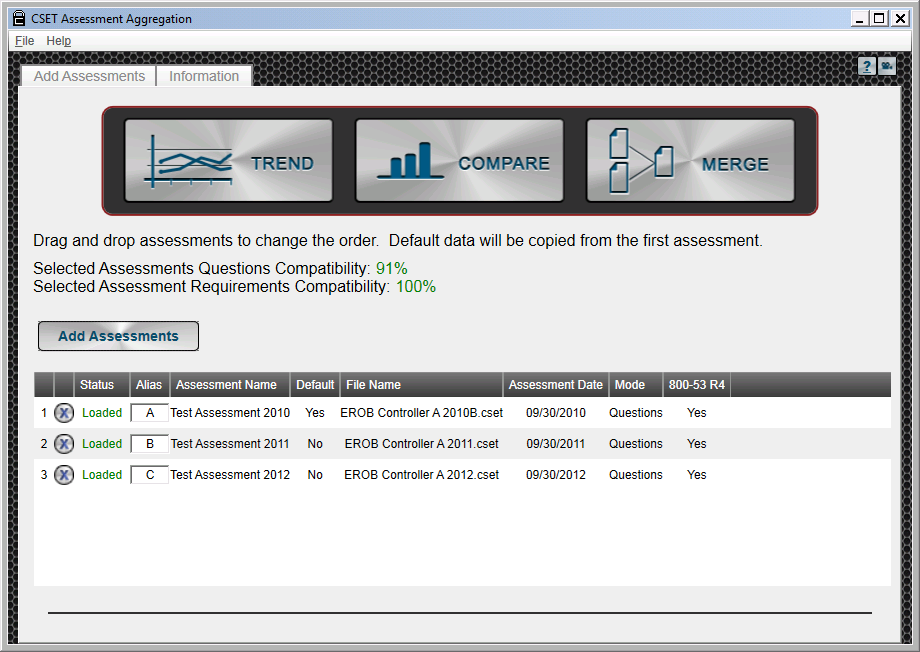 CSET Assessment Aggregation
File Help
Add Assessments Information
?
TREND COMPARE MERGE
Drag and drop assessments to change the order. Default data will be copied from the first assessment.
Selected Assessments Questions Compatibility: 91%
Selected Assessment Requirements Compatibility: 100%
Add Assessments
Status Alias Assessment Name Default File Name Assessment Date Mode 800-53 R4
1 X Loaded A Test Assessment 2010 Yes EROB Controller A 2010B.cset 09/30/2010 Questions Yes
2 X Loaded B Test Assessment 2011 No EROB Controller A 2011.cset 09/30/2011 Questions Yes
3 X Loaded C Test Assessment 2012 No EROB Controller A 2012.cset 09/30/2012 Questions Yes